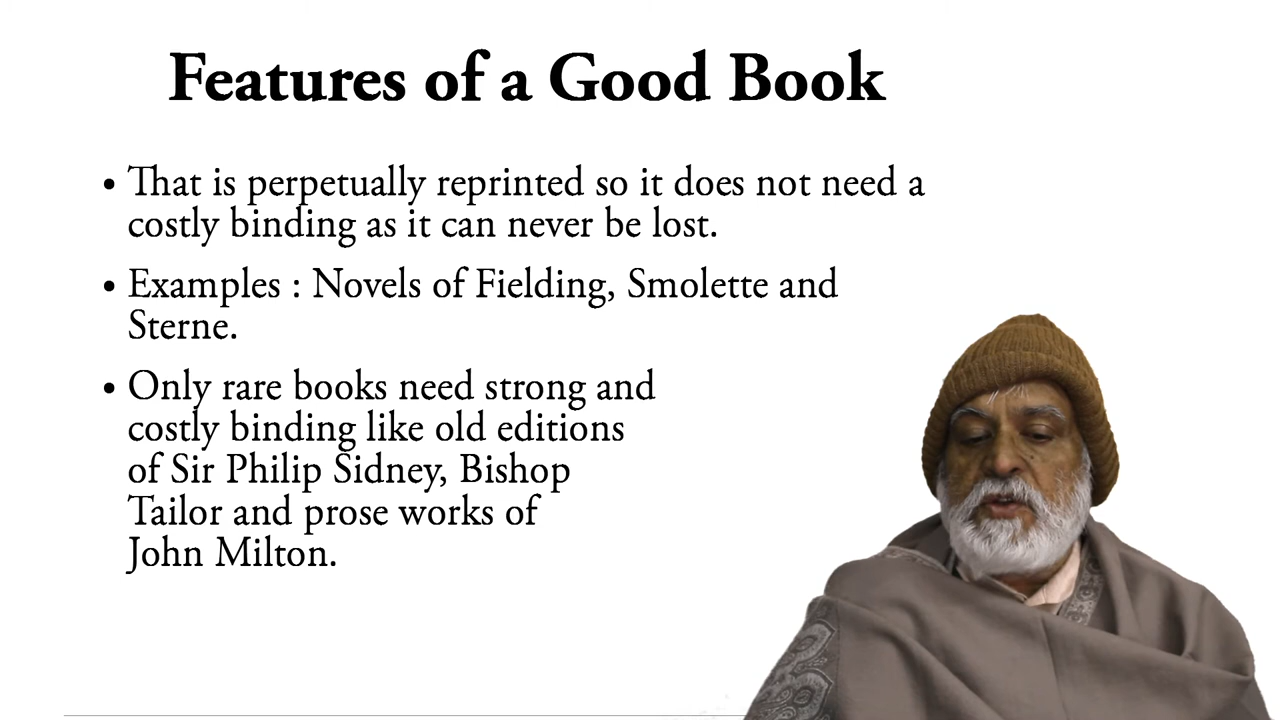 Features of a Good Book
• That is perpetually reprinted so it does not need a
costly binding as it can never be lost.
• Examples : Novels of Fielding, Smolette and
Sterne.
• Only rare books need strong and
costly binding like old editions
of Sir Philip Sidney, Bishop
Tailor and prose works of
John Milton.